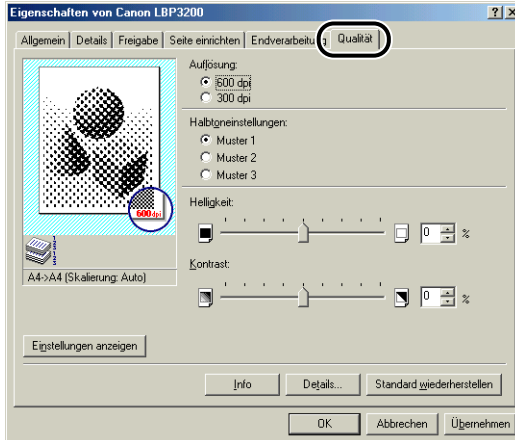 Eigenschaften von Canon LBP3200
Allgemein Details Freigabe Seite einrichten Endverarbeitung Qualität
Auflösung:
600 dpi
300 dpi
Halbtoneinstellungen:
Muster 1
Muster 2
Muster 3
600dpi
Helligkeit:
0 %
A4->A4 (Skalierung: Auto)
Kontrast:
0 %
Einstellungen anzeigen
Info Details... Standard wiederherstellen
OK Abbrechen Übernehmen